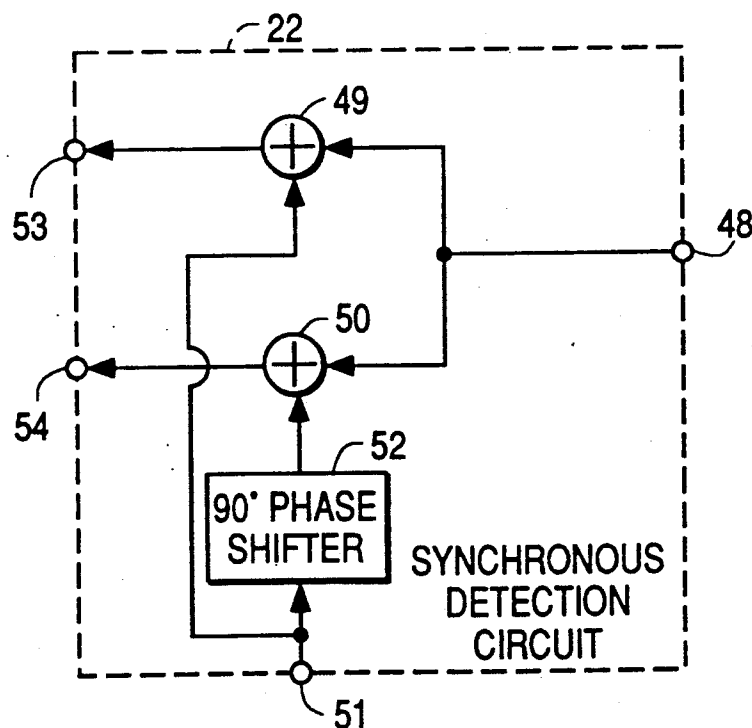 22
49
53
48
50
54
52
90° PHASE
SHIFTER
SYNCHRONOUS
DETECTION
CIRCUIT
51